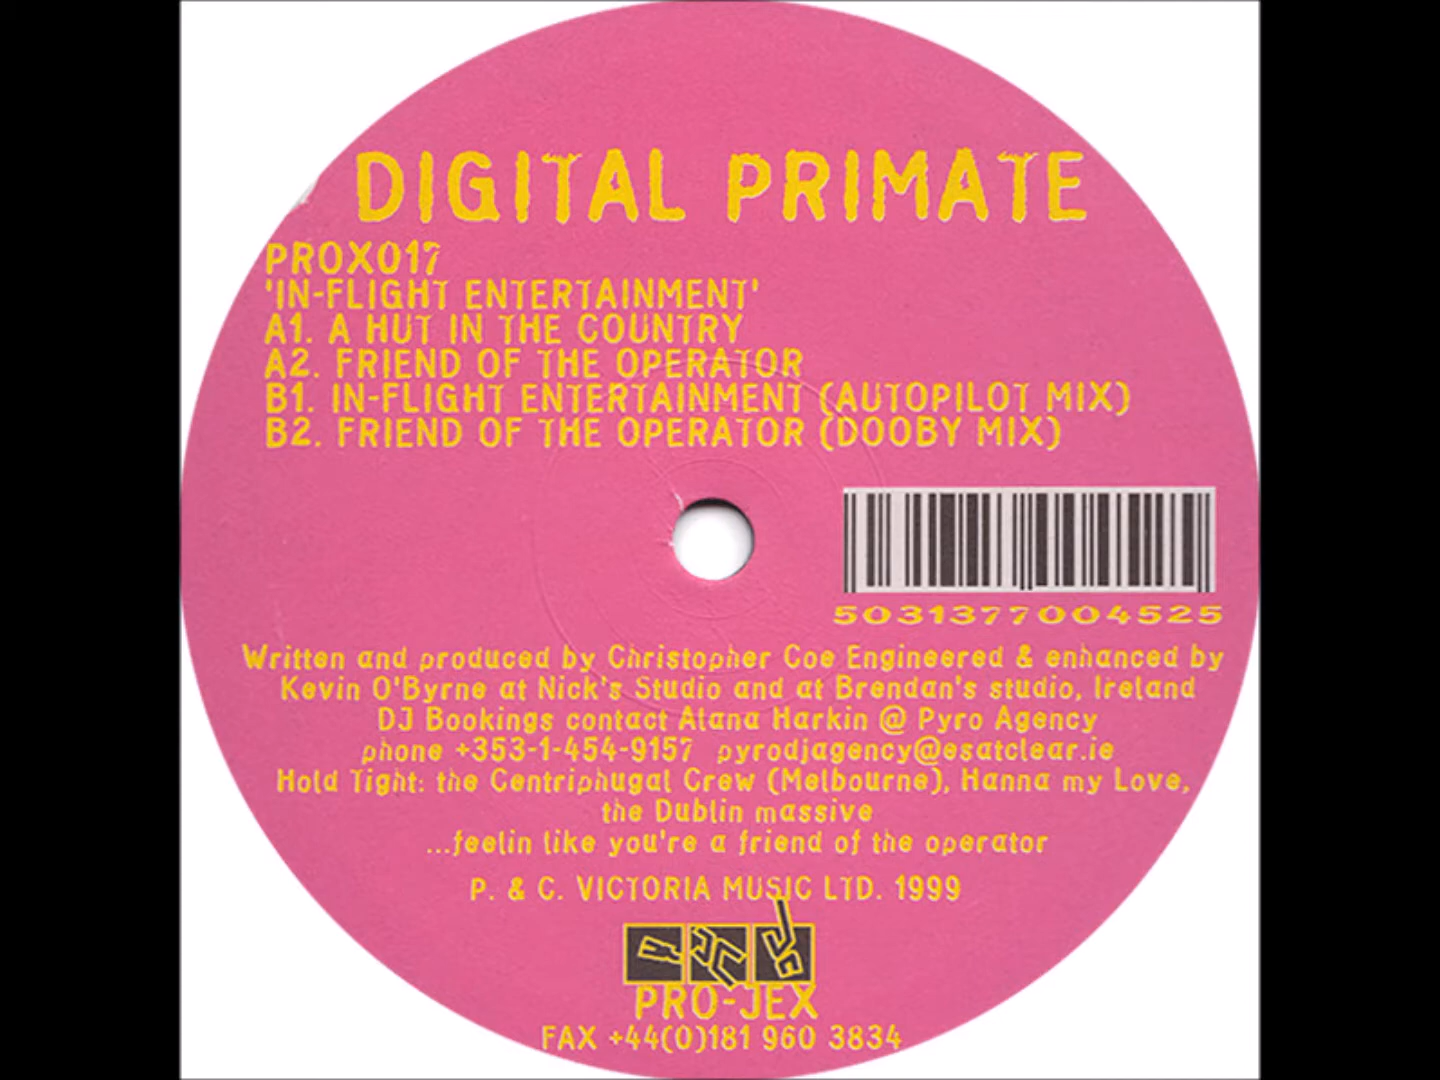 DIGITAL PRIMATE
PROX017
'IN-FLIGHT ENTERTAINMENT'
A1. A HUT IN THE COUNTRY
A2. FRIEND OF THE OPERATOR
B1. IN-FLIGHT ENTERTAINMENT (AUTOPILOT MIX)
B2. FRIEND OF THE OPERATOR (DOOBY MIX)
5031377004525
Written and produced by Christopher Coe Engineered & enhanced by
Kevin O'Byrne at Nick's Studio and at Brendan's studio, Ireland
DJ Bookings contact Alana Harkin @ Pyro Agency
phone +353-1-454-9157 pyrodjagency@esatclear.ie
Hold Tight: the Centriphugal Crew (Melbourne), Hanna my Love,
the Dublin massive
...feelin like you're a friend of the operator
P. & C. VICTORIA MUSIC LTD. 1999
PRO-JEX
FAX +44(0)181 960 3834